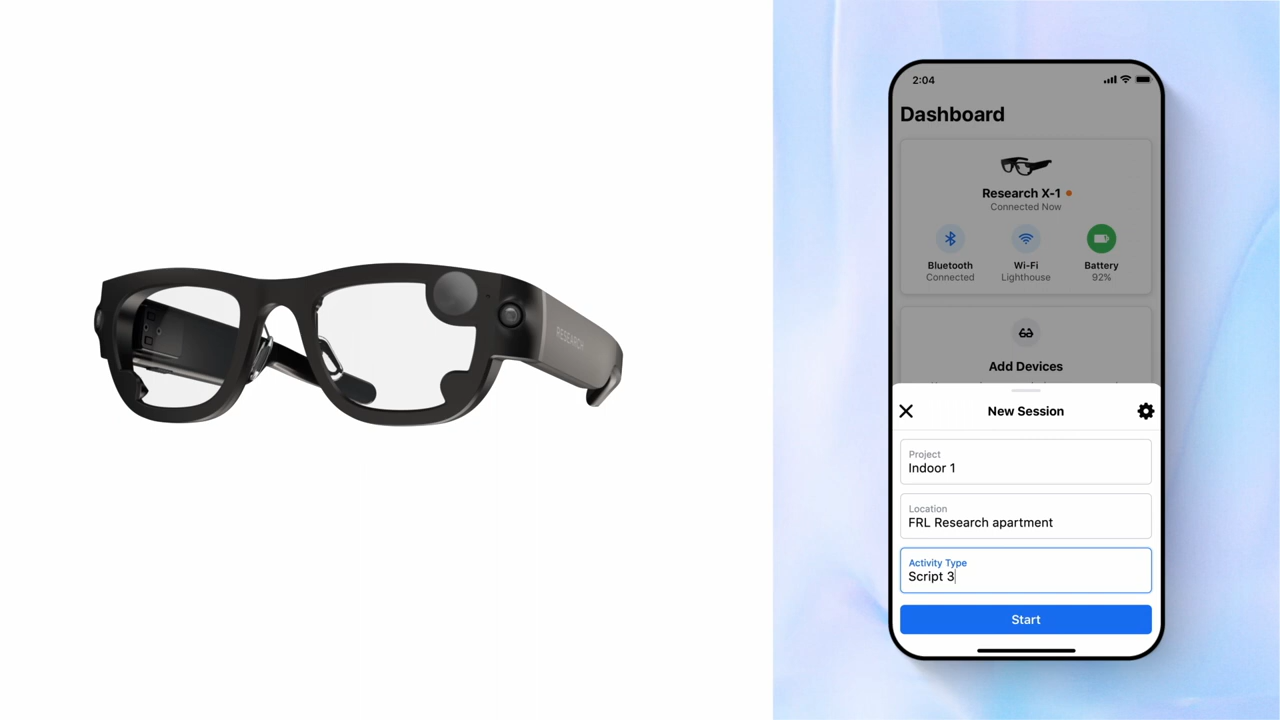 RESEARCH
2:04
Dashboard
Research X-1
Connected Now
Bluetooth
Connected
Wi-Fi
Lighthouse
Battery
92%
Add Devices
New Session
Project
Indoor 1
Location
FRL Research apartment
Activity Type
Script 3
Start